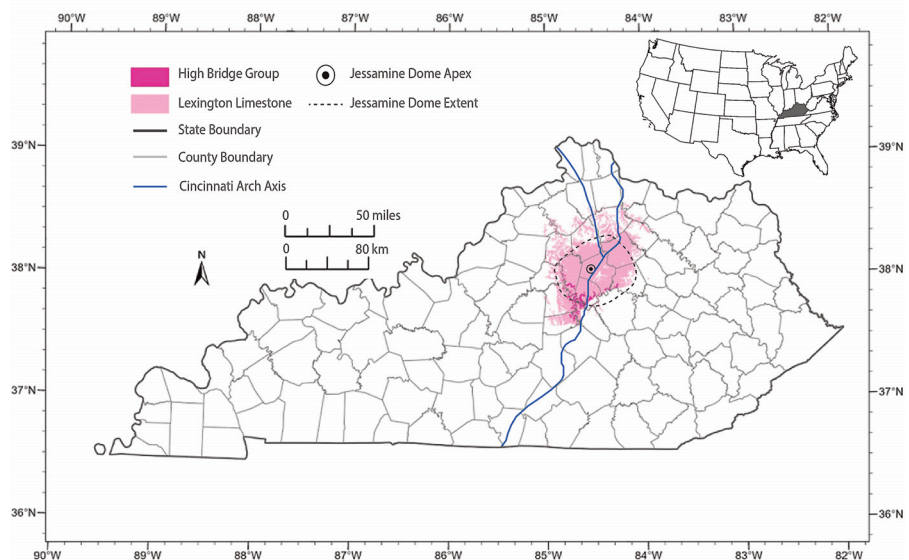 90°W 89°W 88°W 87°W 86°W 85°W 84°W 83°W 82°W
High Bridge Group
Jessamine Dome Apex
Lexington Limestone
Jessamine Dome Extent
State Boundary
County Boundary
Cincinnati Arch Axis
39°N
39°N
0 50 miles
0 80 km
N
38°N
38°N
37°N
37°N
36°N
36°N
90°W 89°W 88°W 87°W 86°W 85°W 84°W 83°W 82°W